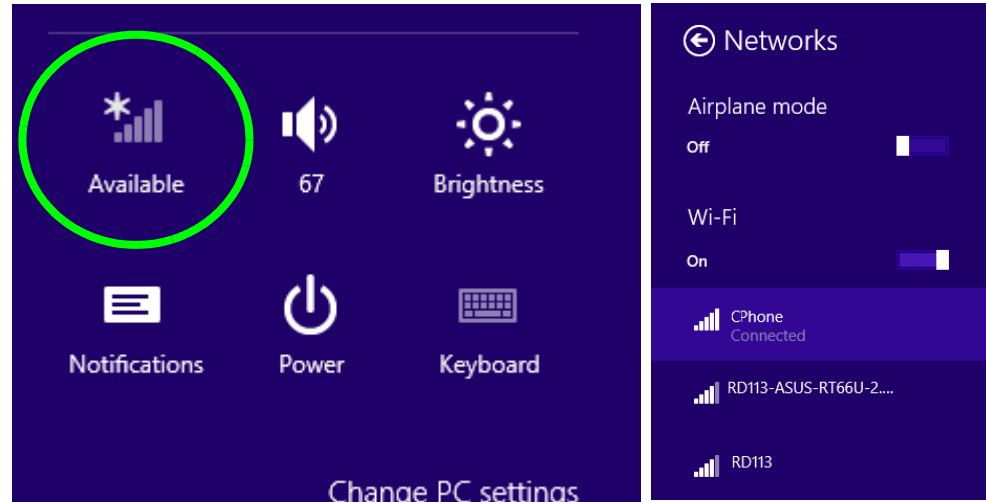 Available
67
Brightness
Notifications
Power
Keyboard
Change PC settings
Networks
Airplane mode
Off
Wi-Fi
On
CPhone
Connected
RD113-ASUS-RT66U-2....
RD113